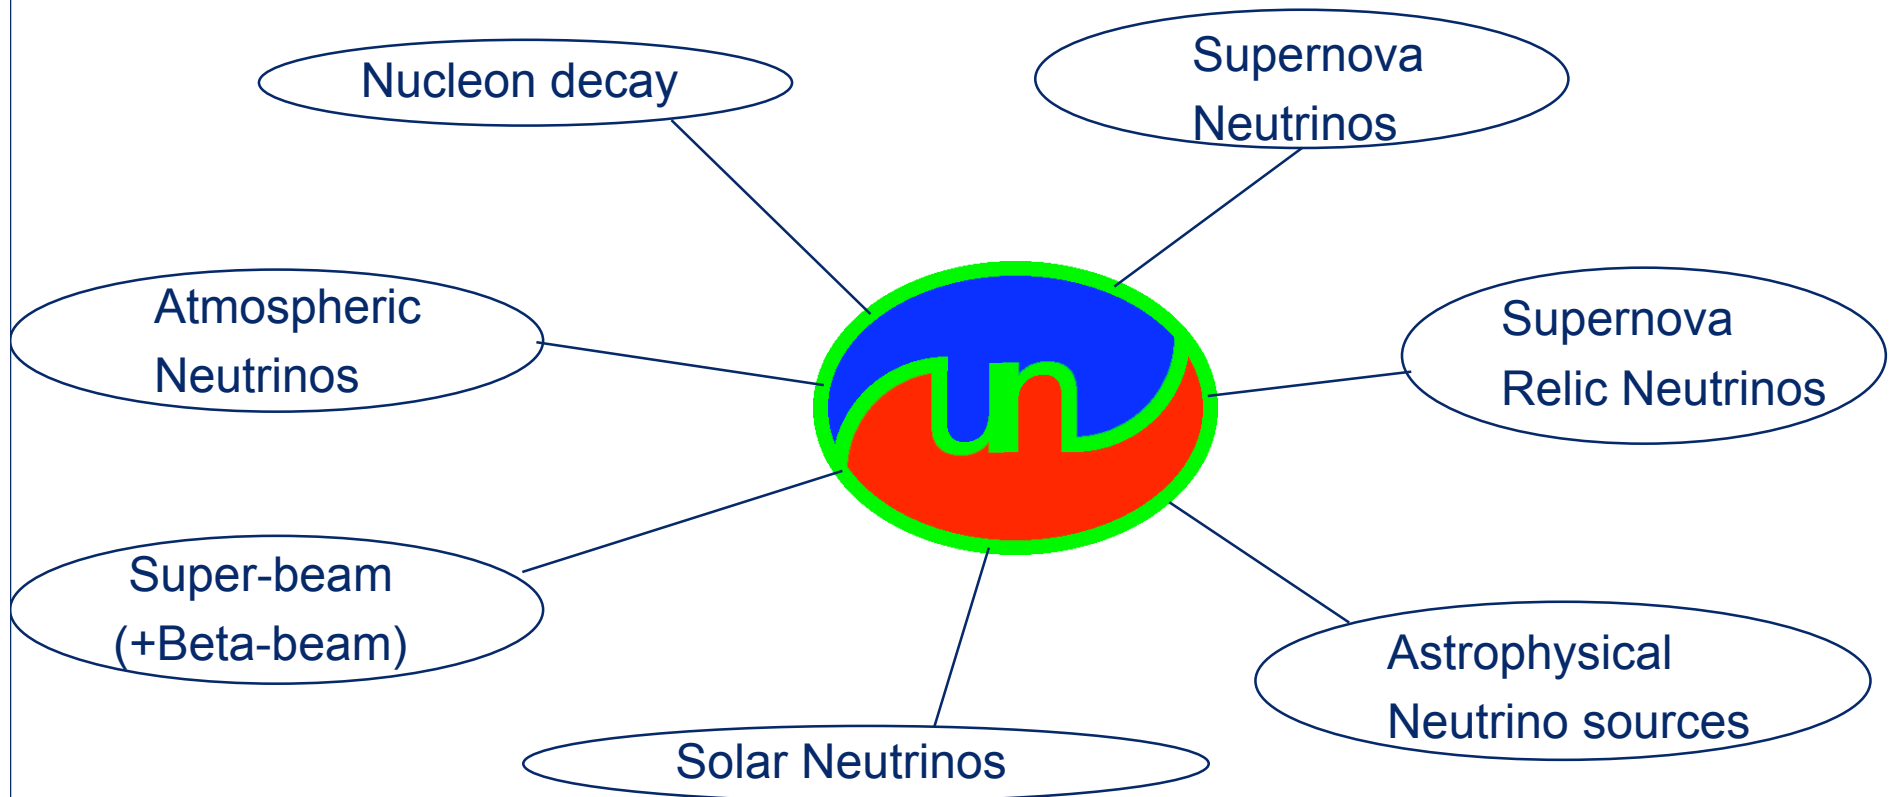 Nucleon decay
Supernova
Neutrinos
Atmospheric
Neutrinos
un
Supernova
Relic Neutrinos
Super-beam
(+Beta-beam)
Astrophysical
Neutrino sources
Solar Neutrinos